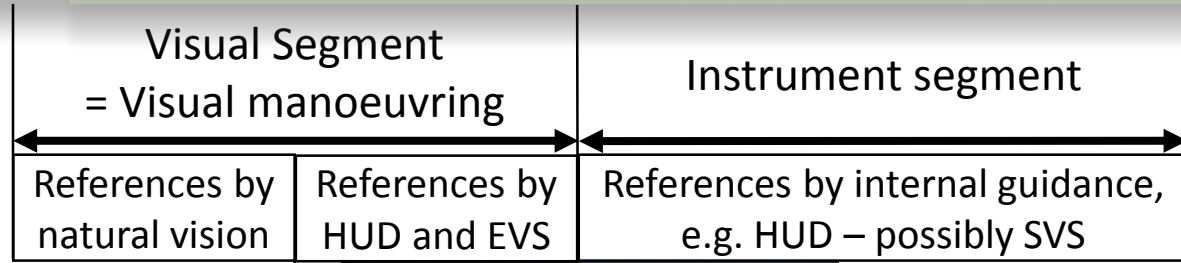 Visual Segment
= Visual manoeuvring
Instrument segment
References by
natural vision
References by
HUD and EVS
References by internal guidance,
e.g. HUD – possibly SVS